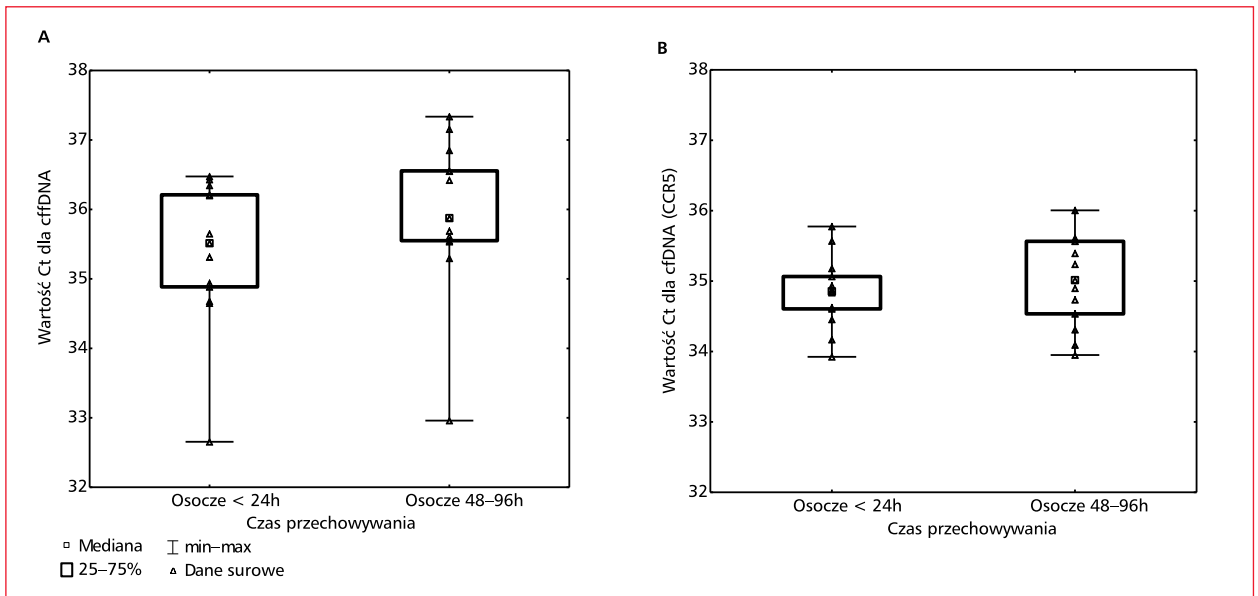 A
38
37
36
35
34
33
32
Wartość Ct dla cffDNA
Osocze < 24h
Osocze 48–96h
Czas przechowywania
Mediana
min–max
25–75%
Dane surowe
B
38
37
36
35
34
33
32
Wartość Ct dla cfDNA (CCR5)
Osocze < 24h
Osocze 48–96h
Czas przechowywania